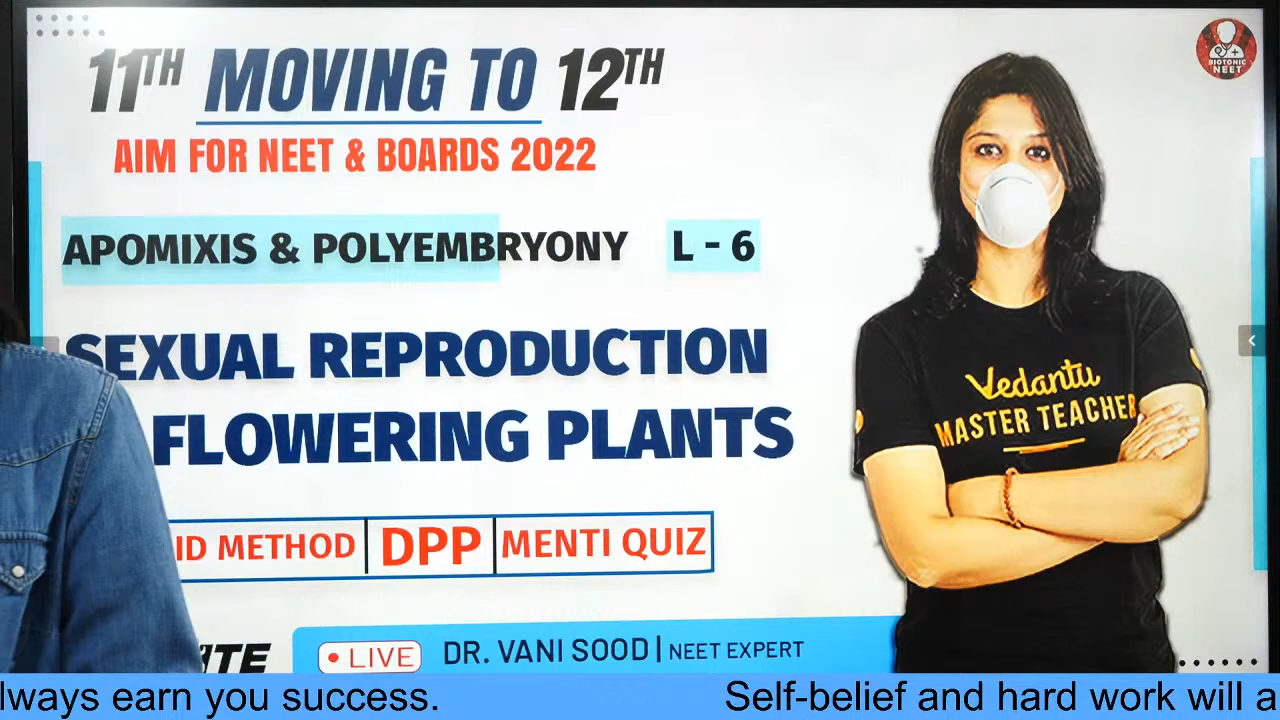 11TH MOVING TO 12TH
AIM FOR NEET & BOARDS 2022
APOMIXIS & POLYEMBRYONY L - 6
SEXUAL REPRODUCTION
FLOWERING PLANTS
DPP MENTI QUIZ
METHOD
LIVE DR. VANI SOOD | NEET EXPERT
BIOTONIC
NEET
Vedantu
MASTER TEACHER
earn you success. Self-belief and hard work will